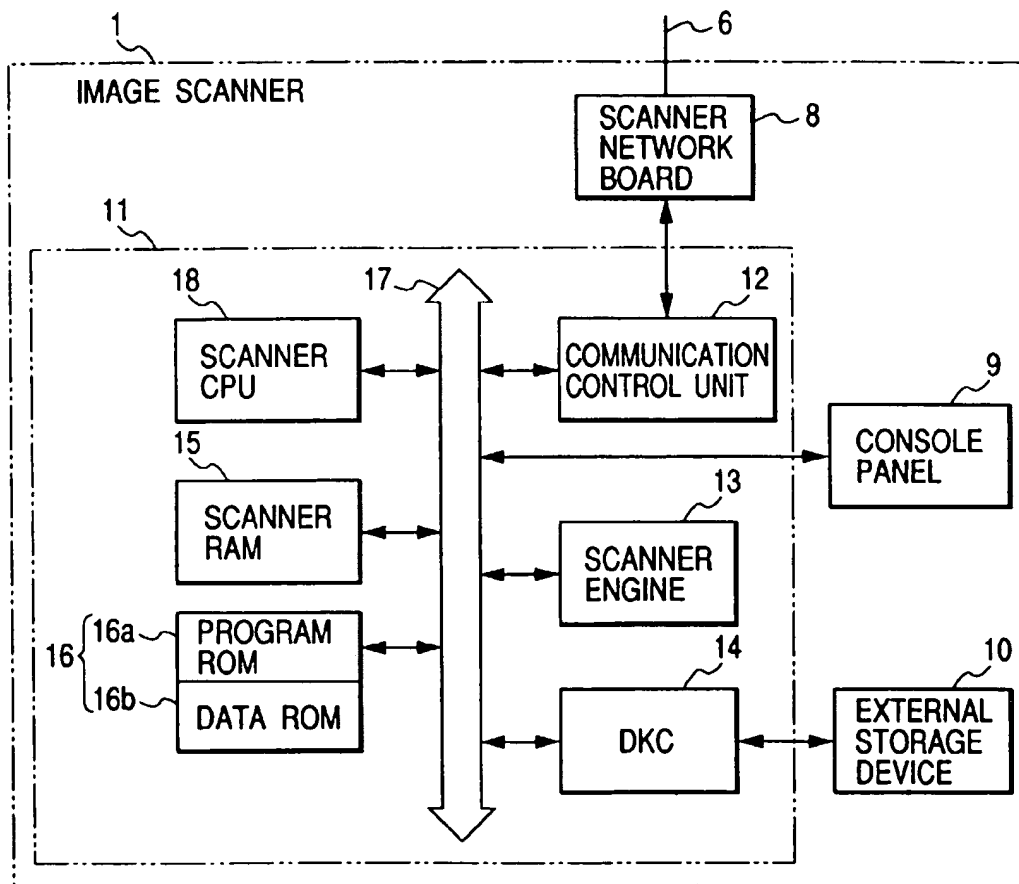 1
6
IMAGE SCANNER
SCANNER
NETWORK
BOARD
8
11
18
17
12
SCANNER
CPU
COMMUNICATION
CONTROL UNIT
9
CONSOLE
PANEL
15
SCANNER
RAM
13
SCANNER
ENGINE
16
16a
PROGRAM
ROM
16b
DATA ROM
14
DKC
10
EXTERNAL
STORAGE
DEVICE